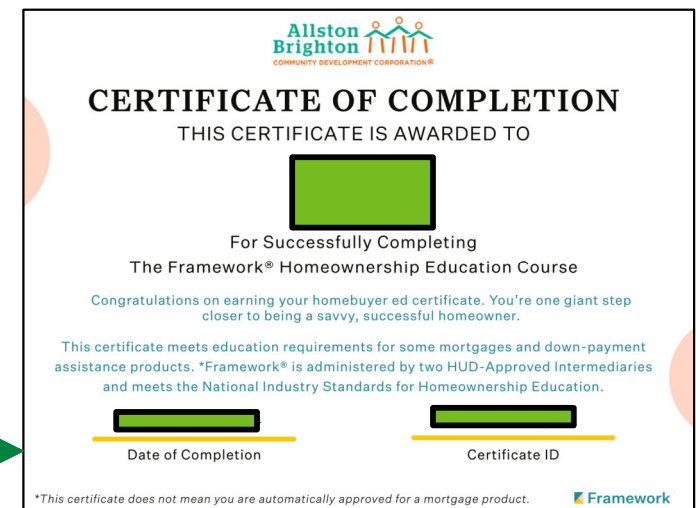 Allston
Brighton
COMMUNITY DEVELOPMENT CORPORATION®
CERTIFICATE OF COMPLETION
THIS CERTIFICATE IS AWARDED TO
For Successfully Completing
The Framework® Homeownership Education Course
Congratulations on earning your homebuyer ed certificate. You're one giant step
closer to being a savvy, successful homeowner.
This certificate meets education requirements for some mortgages and down-payment
assistance products. *Framework® is administered by two HUD-Approved Intermediaries
and meets the National Industry Standards for Homeownership Education.
Date of Completion
Certificate ID
*This certificate does not mean you are automatically approved for a mortgage product.
Framework